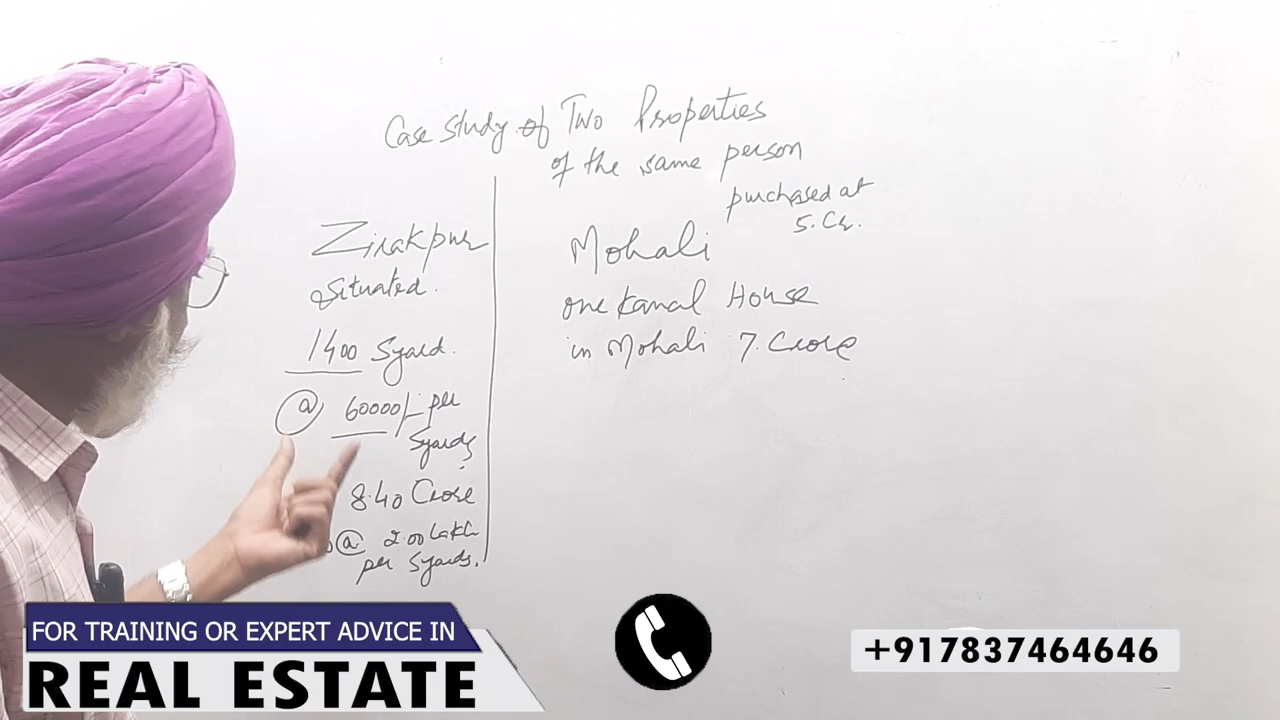 Case Study of Two Properties
of the same person
purchased at
5.Cr.
Zirakpur
Situated.
1400 Syard.
@ 60000/- per
Syards
8.40 Crore
@ 2.00 Lakh
per Syards.
Mohali
one Kanal House
in Mohali 7.Crore
FOR TRAINING OR EXPERT ADVICE IN
REAL ESTATE
+917837464646